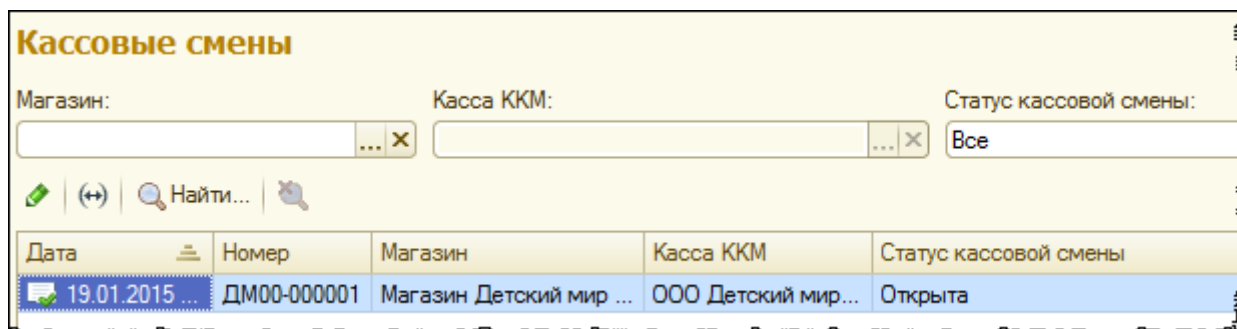 Кассовые смены
Магазин: Касса ККМ: Статус кассовой смены:
... × ... × Все
Найти...
Дата Номер Магазин Касса ККМ Статус кассовой смены
19.01.2015 ... ДМ00-000001 Магазин Детский мир ... ООО Детский мир... Открыта